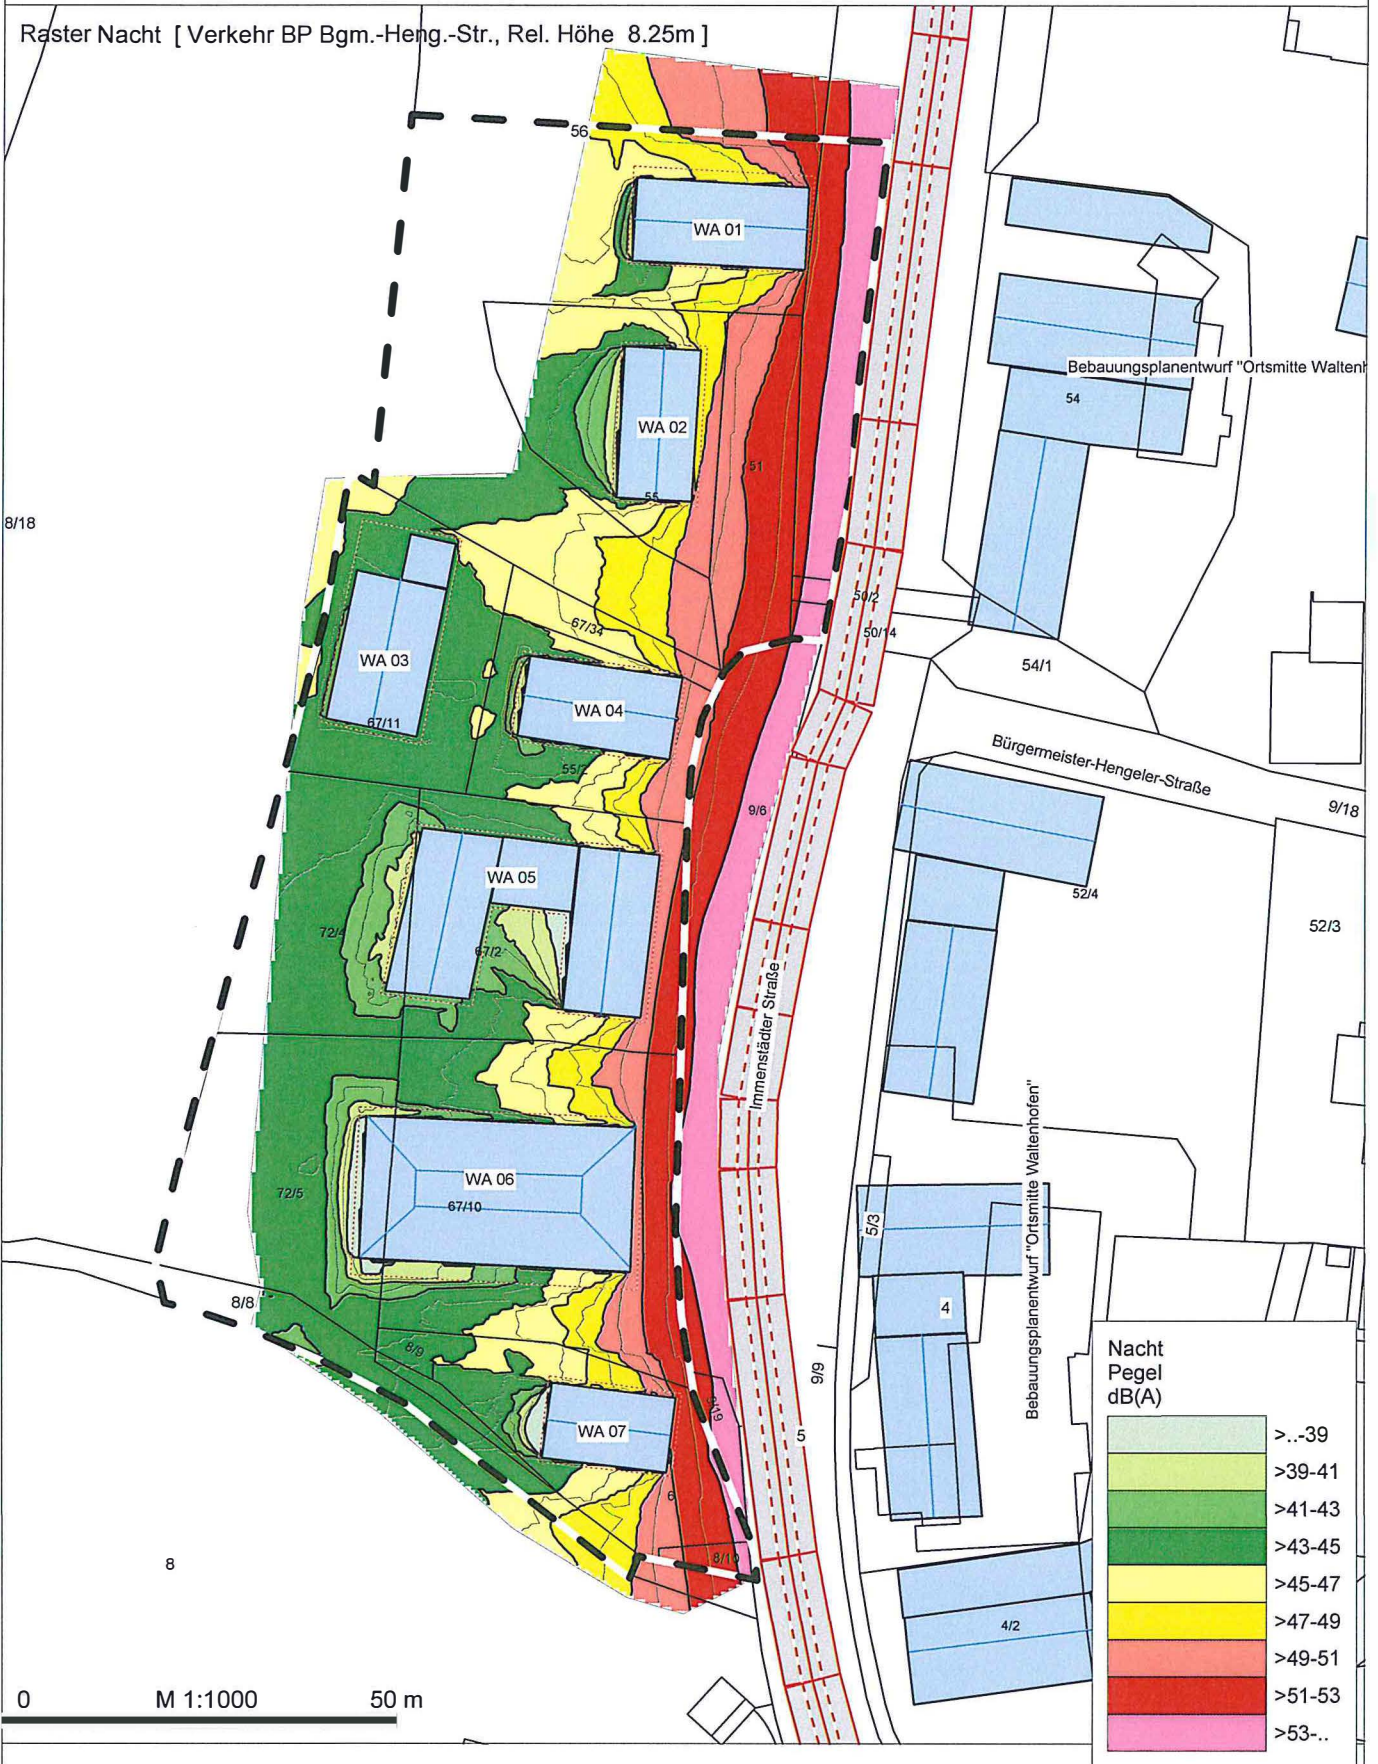 Raster Nacht [ Verkehr BP Bgm.-Heng.-Str., Rel. Höhe 8.25m ]
56
WA 01
Bebauungsplanentwurf "Ortsmitte Waltenh
54
WA 02
51
55
8/18
50/2
67/34
50/14
WA 03
54/1
WA 04
67/11
Bürgermeister-Hengeler-Straße
55/2
9/6
9/18
WA 05
52/4
72/4
67/2
52/3
Immenstädter Straße
Bebauungsplanentwurf "Ortsmitte Waltenhofen"
WA 06
72/5
67/10
5/3
8/8
4
8/9
9/9
9/19
WA 07
5
6
8/10
8
4/2
Nacht
Pegel
dB(A)
>..-39
>39-41
>41-43
>43-45
>45-47
>47-49
>49-51
>51-53
>53-..
0 M 1:1000 50 m